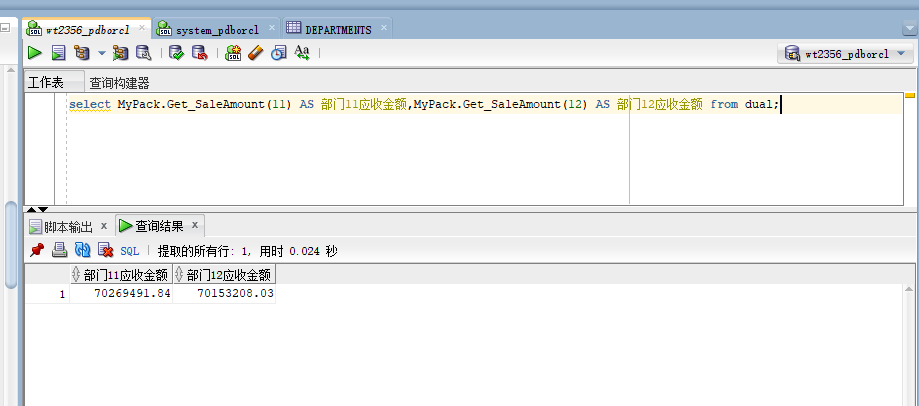 wt2356_pdborcl × system_pdborcl × DEPARTMENTS ×
SQL Aa
wt2356_pdborcl
工作表 查询构建器
select MyPack.Get_SaleAmount(11) AS 部门11应收金额,MyPack.Get_SaleAmount(12) AS 部门12应收金额 from dual;
脚本输出 × 查询结果 ×
SQL | 提取的所有行: 1, 用时 0.024 秒
部门11应收金额 部门12应收金额
1 70269491.84 70153208.03